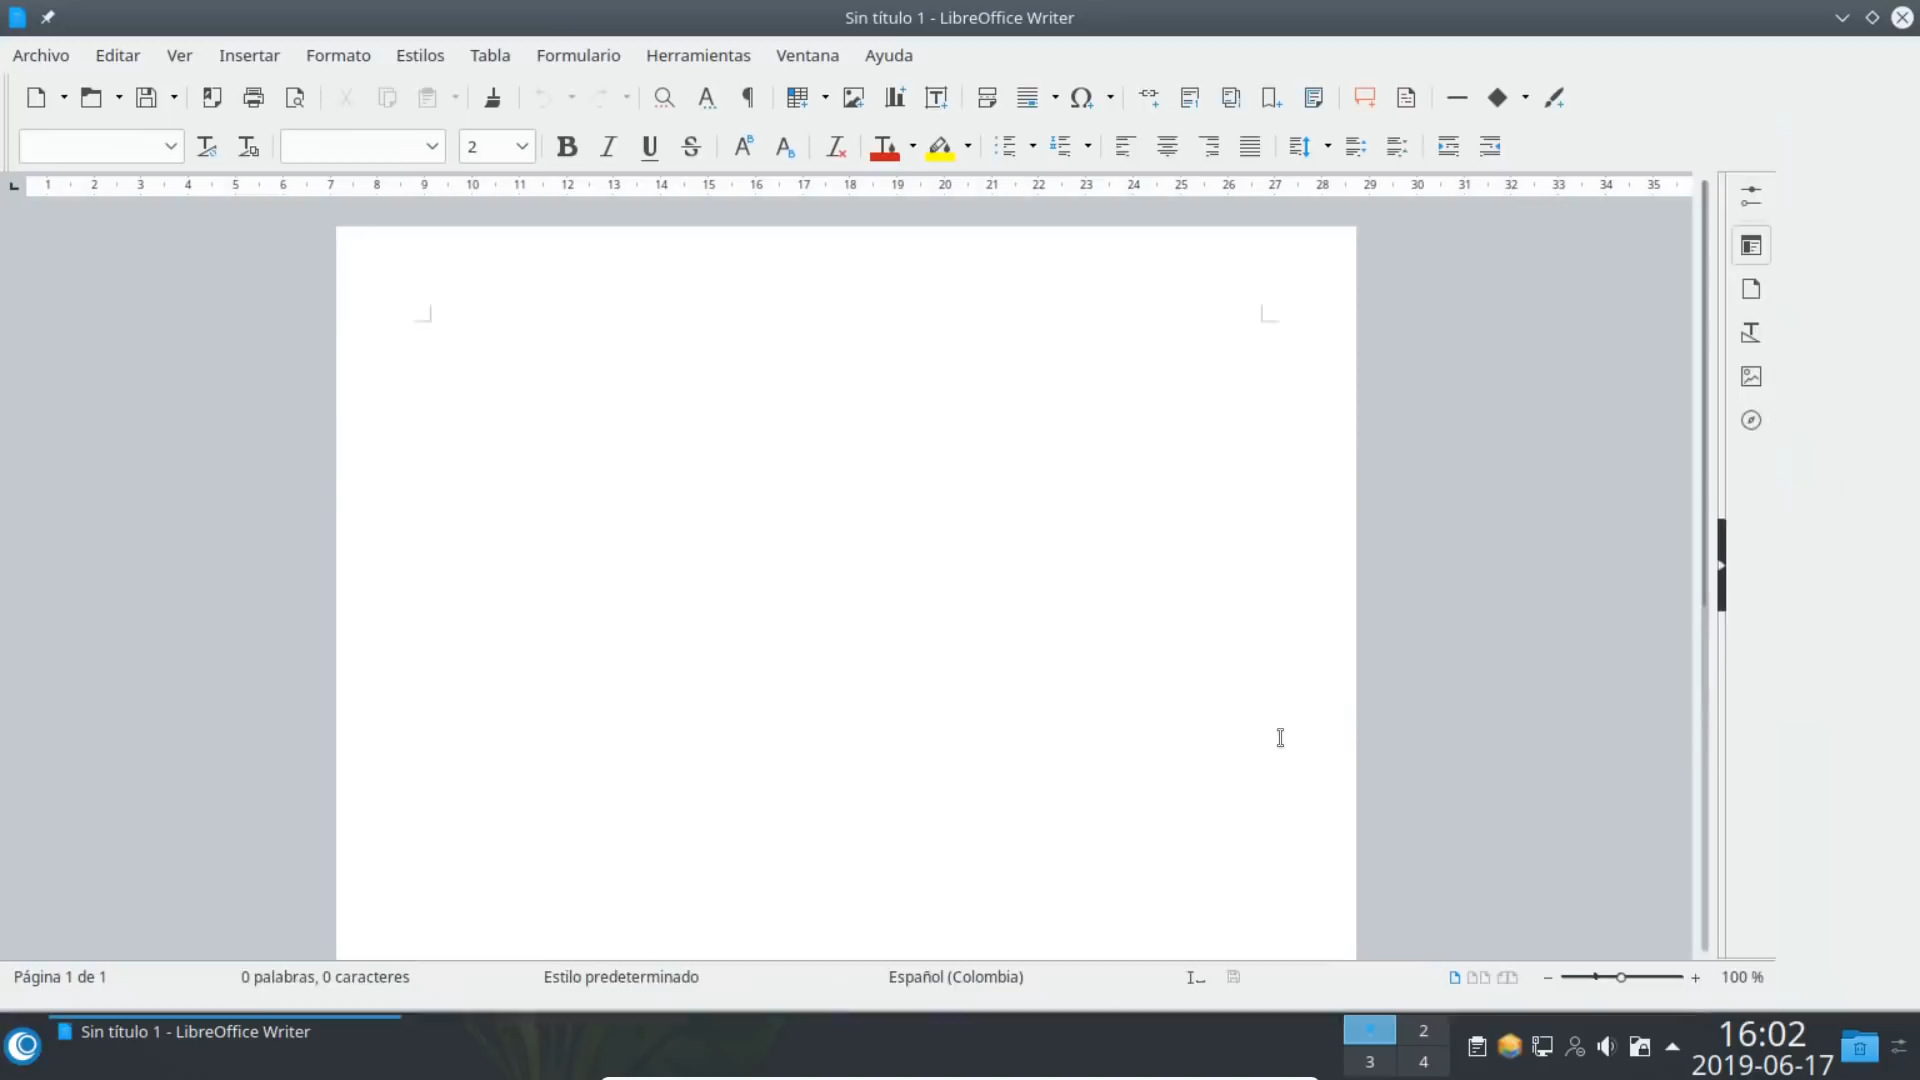 Sin título 1 - LibreOffice Writer
Archivo Editar Ver Insertar Formato Estilos Tabla Formulario Herramientas Ventana Ayuda
2
1 2 3 4 5 6 7 8 9 10 11 12 13 14 15 16 17 18 19 20 21 22 23 24 25 26 27 28 29 30 31 32 33 34 35
Página 1 de 1 0 palabras, 0 caracteres Estilo predeterminado Español (Colombia) 100 %
Sin título 1 - LibreOffice Writer
2
3 4
16:02
2019-06-17